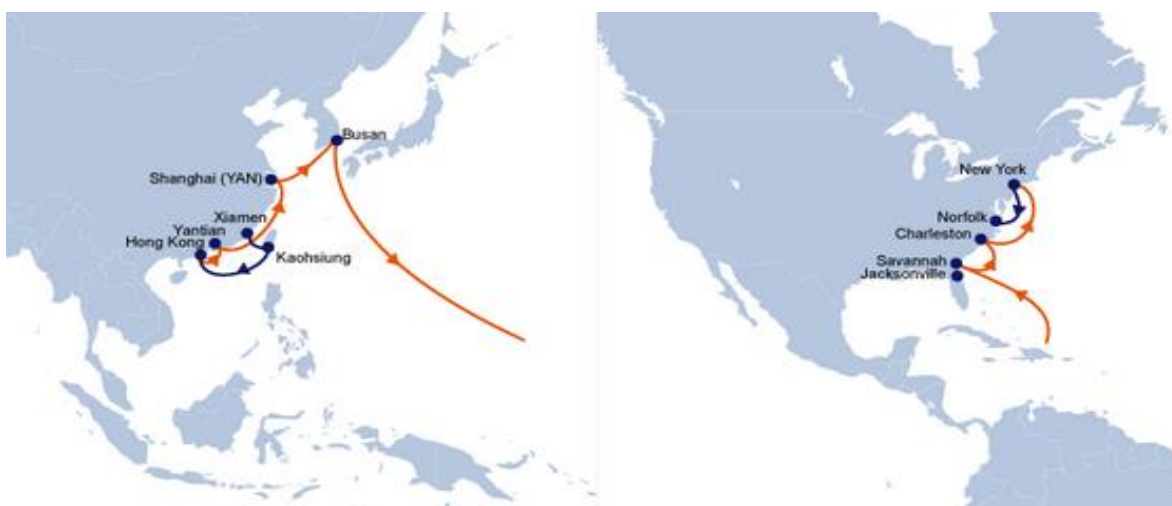 Busan
Shanghai (YAN)
Xiamen
Yantian
Hong Kong
Kaohsiung
New York
Norfolk
Charleston
Savannah
Jacksonville